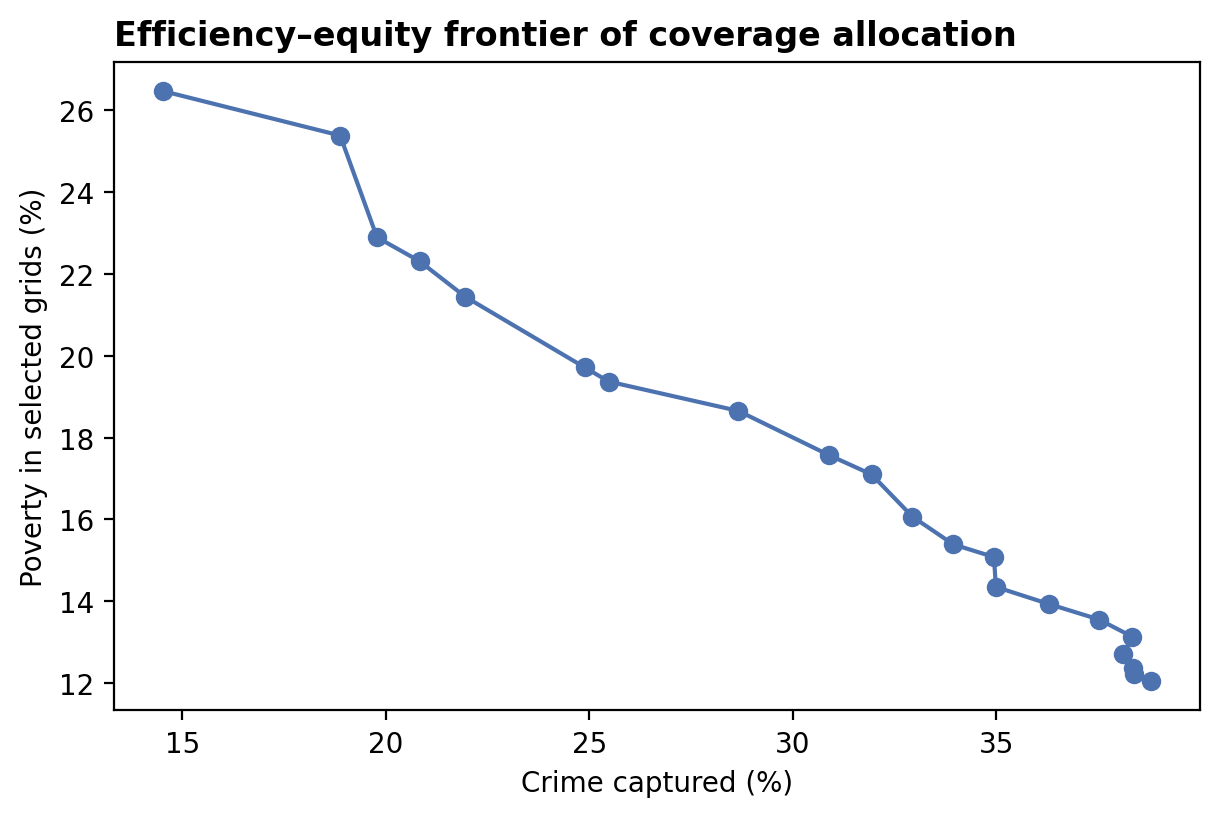 Efficiency–equity frontier of coverage allocation
Poverty in selected grids (%)
26
24
22
20
18
16
14
12
15 20 25 30 35
Crime captured (%)